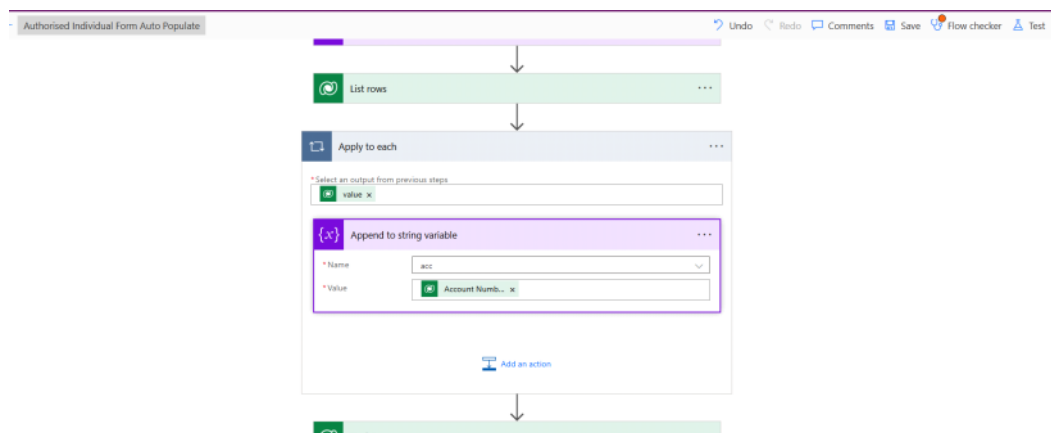 Authorised Individual Form Auto Populate
Undo
Redo
Comments
Save
Flow checker
Test
List rows
Apply to each
* Select an output from previous steps
value ×
{x} Append to string variable
* Name
acc
* Value
Account Numb... ×
Add an action